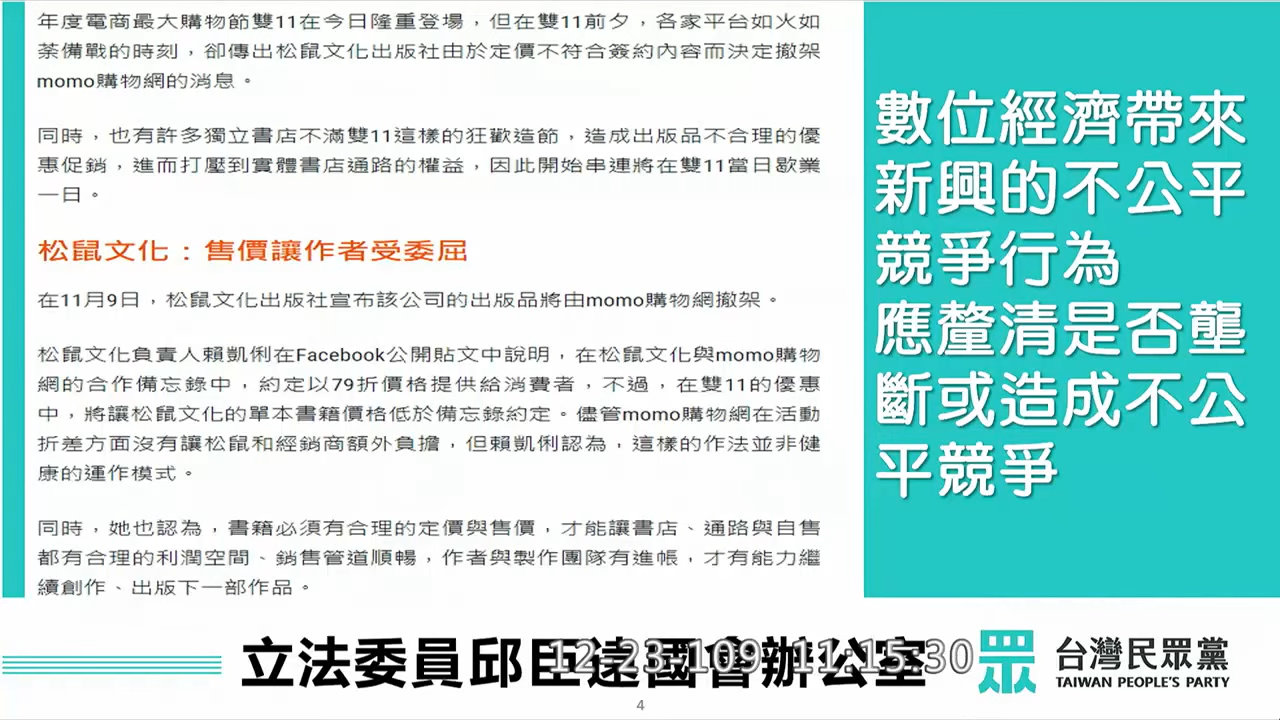 年度電商最大購物節雙11在今日隆重登場，但在雙11前夕，各家平台如火如
荼備戰的時刻，卻傳出松鼠文化出版社由於定價不符合簽約內容而決定撤架
momo購物網的消息。
同時，也有許多獨立書店不滿雙11這樣的狂歡造節，造成出版品不合理的優
惠促銷，進而打壓到實體書店通路的權益，因此開始串連將在雙11當日歇業
一日。
松鼠文化：售價讓作者受委屈
在11月9日，松鼠文化出版社宣布該公司的出版品將由momo購物網撤架。
松鼠文化負責人賴凱俐在Facebook公開貼文中說明，在松鼠文化與momo購物
網的合作備忘錄中，約定以79折價格提供給消費者，不過，在雙11的優惠
中，將讓松鼠文化的單本書籍價格低於備忘錄約定。儘管momo購物網在活動
折差方面沒有讓松鼠和經銷商額外負擔，但賴凱俐認為，這樣的作法並非健
康的運作模式。
同時，她也認為，書籍必須有合理的定價與售價，才能讓書店、通路與自售
都有合理的利潤空間、銷售管道順暢，作者與製作團隊有進帳，才有能力繼
續創作、出版下一部作品。
數位經濟帶來
新興的不公平
競爭行為
應釐清是否壟
斷或造成不公
平競爭
立法委員邱臣遠國會辦公室
12-23-109 11:15:30
眾
台灣民眾黨
TAIWAN PEOPLE'S PARTY
4